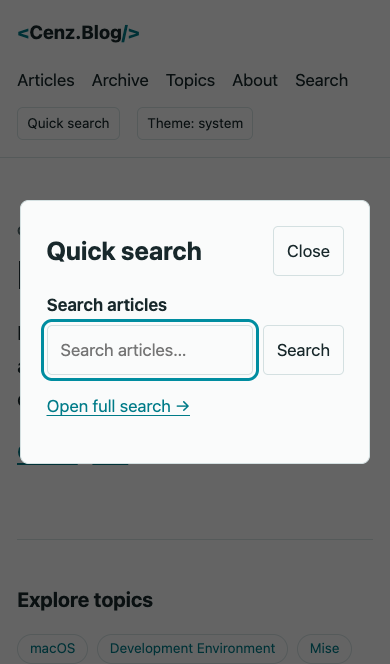 <Cenz.Blog/>
Articles Archive Topics About Search
Quick search Theme: system
Quick search Close
Search articles
Search articles... Search
Open full search →
Explore topics
macOS Development Environment Mise